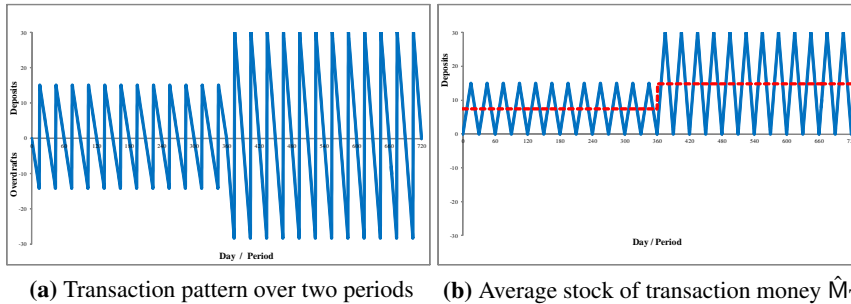 30
20
10
0
-10
-20
-30
Deposits
Overdrafts
0 60 120 180 240 300 360 420 480 540 600 660 720
Day / Period
(a) Transaction pattern over two periods
30
20
10
0
-10
-20
-30
Deposits
0 60 120 180 240 300 360 420 480 540 600 660
Day / Period
(b) Average stock of transaction money M̂